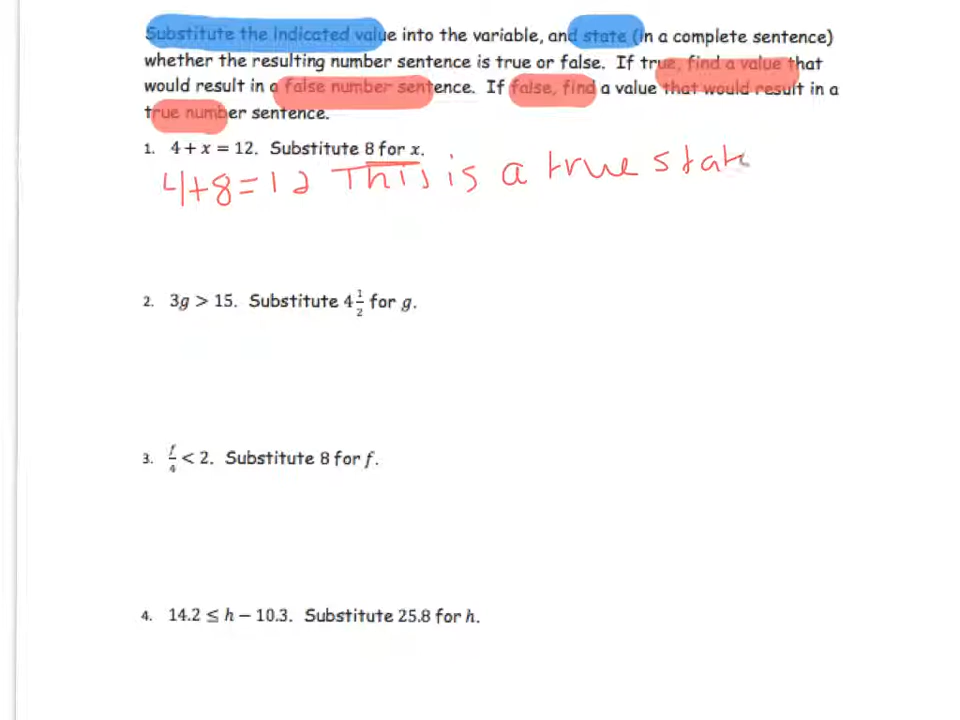 Substitute the indicated value into the variable, and state (in a complete sentence)
whether the resulting number sentence is true or false. If true, find a value that
would result in a false number sentence. If false, find a value that would result in a
true number sentence.
1. 4 + x = 12. Substitute 8 for x.
4+8=12 This is a true stat
2. 3g > 15. Substitute 4 1/2 for g.
3. f/4 < 2. Substitute 8 for f.
4. 14.2 ≤ h − 10.3. Substitute 25.8 for h.